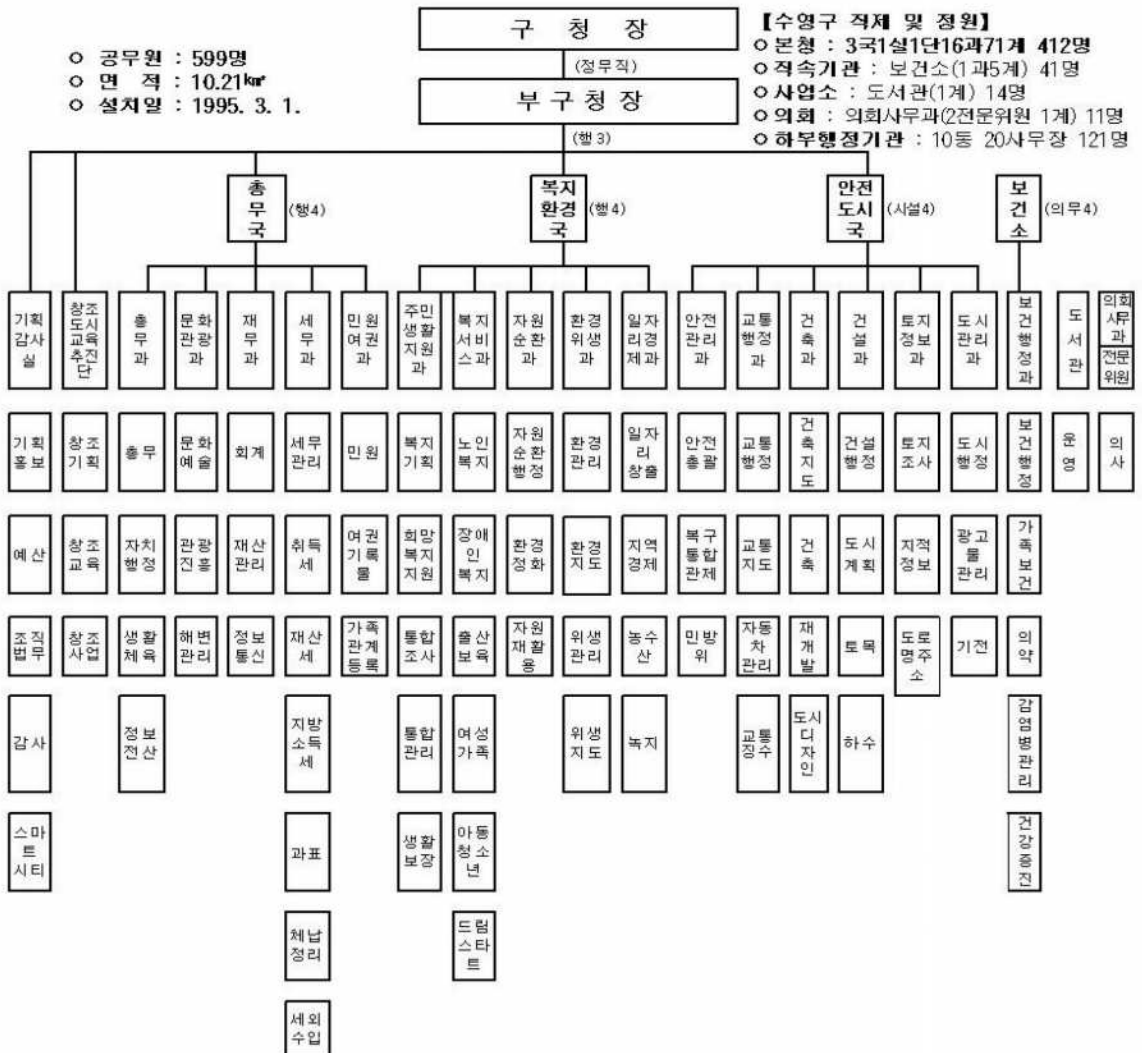 구 청 장
(정무직)
부 구 청 장
(행3)
ㅇ 공무원 : 599명
ㅇ 면 적 : 10.21㎢
ㅇ 설치일 : 1995. 3. 1.
【수영구 직제 및 정원】
ㅇ 본청 : 3국1실1단16과71계 412명
ㅇ 직속기관 : 보건소(1과5계) 41명
ㅇ 사업소 : 도서관(1계) 14명
ㅇ 의회 : 의회사무과(2전문위원 1계) 11명
ㅇ 하부행정기관 : 10동 20사무장 121명
총
무
국
(행4)
복지
환경
국
(행4)
안전
도시
국
(시설4)
보
건
소
(의무4)
기획
감사
실
창조
도시
교육
추진
단
총
무
과
문화
관광
과
재
무
과
세
무
과
민원
여권
과
주민
생활
지원
과
복지
서비
스과
자원
순환
과
환경
위생
과
일자
리경
제과
안전
관리
과
교통
행정
과
건
축
과
건
설
과
토지
정보
과
도시
관리
과
보
건
행
정
과
도
서
관
의회
사무
과
전문
위원
기획
홍보
창조
기획
총무
문화
예술
회계
세무
관리
민원
복지
기획
노인
복지
자원
순환
행정
환경
관리
일자
리
창출
안전
총괄
교통
행정
건
축
지
도
건설
행정
토지
조사
도시
행정
보
건
행
정
운
영
의
사
예산
창조
교육
자치
행정
관광
진흥
재산
관리
취득
세
여권
기록
물
희망
복지
지원
장애
인
복지
환경
정화
환경
지도
지역
경제
복구
통합
관제
교통
지도
건
축
도시
계획
지적
정보
광고
물
관리
가
족
보
건
조직
법무
창조
사업
생활
체육
해변
관리
정보
통신
재산
세
가족
관계
등록
통합
조사
출산
보육
자원
재활
용
위생
관리
농수
산
민방
위
자동
차
관리
재
개
발
토목
도로
명주
소
기전
의
약
감사
정보
전산
지방
소득
세
통합
관리
여성
가족
위생
지도
녹지
교통
징수
도시
디
자
인
하수
감
염
병
관
리
스마
트
시티
과표
생활
보장
아동
청소
년
건
강
증
진
체납
정리
드림
스타
트
세외
수입